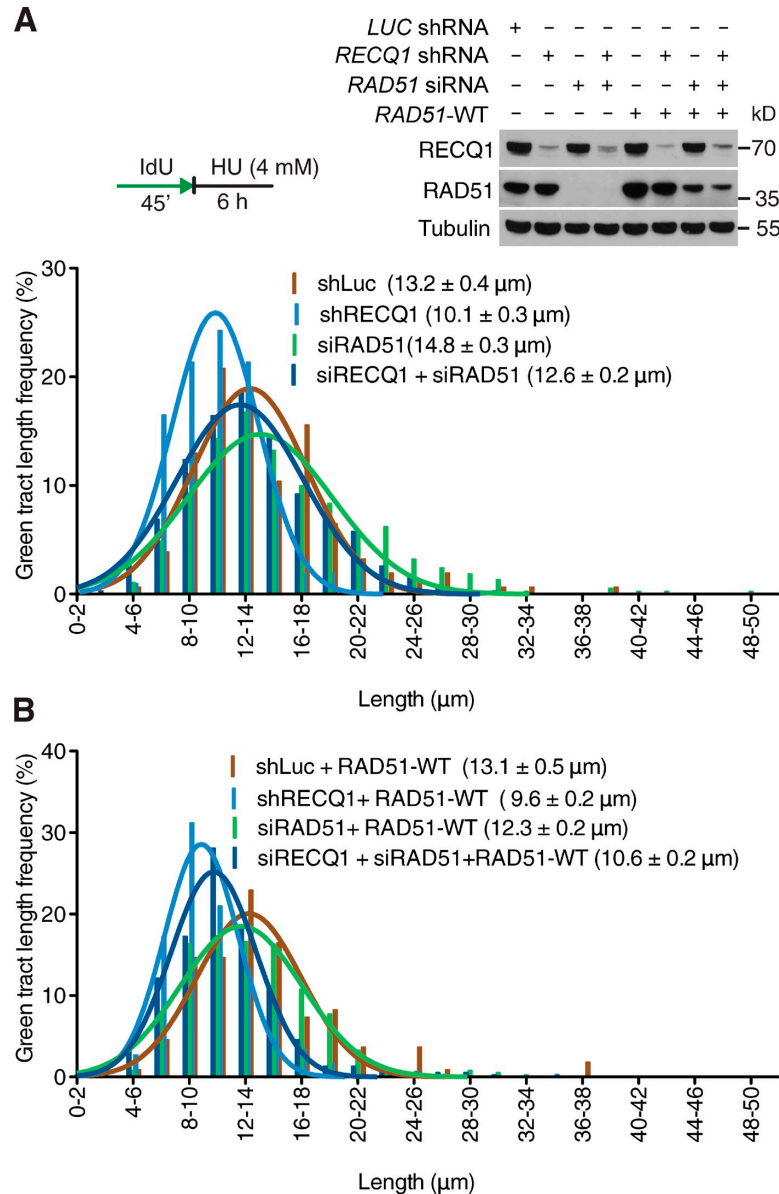 A
LUC shRNA + – – – – – – –
RECQ1 shRNA – + – + – + – +
RAD51 siRNA – – + + – – + +
RAD51-WT – – – – + + + + kD
RECQ1 70
RAD51 35
Tubulin 55
IdU HU (4 mM)
45' 6 h
Green tract length frequency (%)
30
20
10
0
shLuc (13.2 ± 0.4 µm)
shRECQ1 (10.1 ± 0.3 µm)
siRAD51(14.8 ± 0.3 µm)
siRECQ1 + siRAD51 (12.6 ± 0.2 µm)
0-2 4-6 8-10 12-14 16-18 20-22 24-26 28-30 32-34 36-38 40-42 44-46 48-50
Length (µm)
B
Green tract length frequency (%)
40
30
20
10
0
shLuc + RAD51-WT (13.1 ± 0.5 µm)
shRECQ1+ RAD51-WT ( 9.6 ± 0.2 µm)
siRAD51+ RAD51-WT (12.3 ± 0.2 µm)
siRECQ1 + siRAD51+RAD51-WT (10.6 ± 0.2 µm)
0-2 4-6 8-10 12-14 16-18 20-22 24-26 28-30 32-34 36-38 40-42 44-46 48-50
Length (µm)